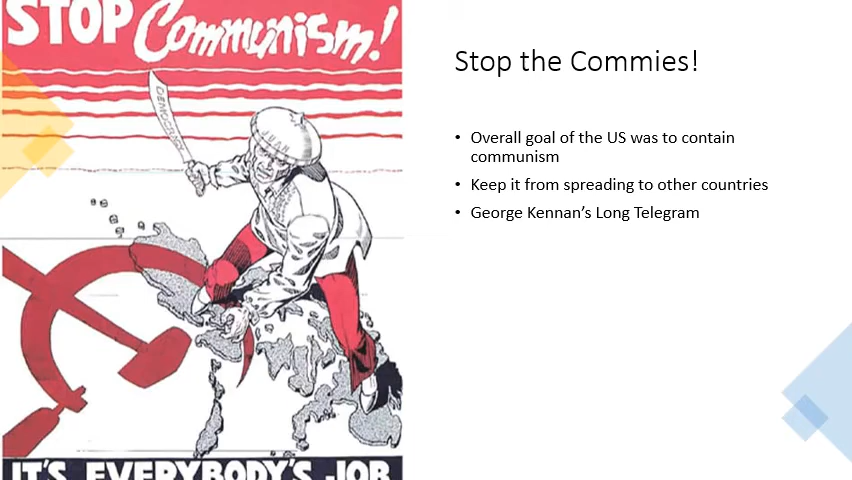 STOP Communism!
DEMOCRACY
JUAN
IT'S EVERYBODY'S JOB
Stop the Commies!
• Overall goal of the US was to contain
communism
• Keep it from spreading to other countries
• George Kennan's Long Telegram